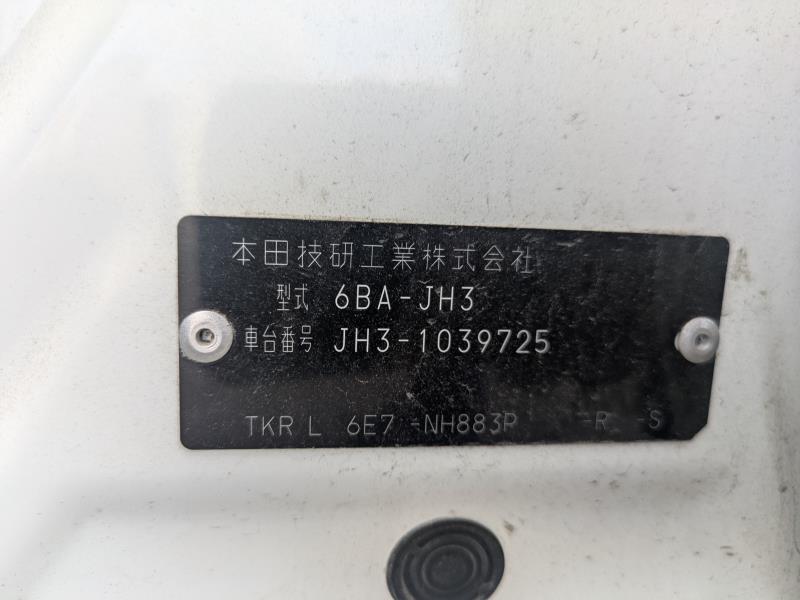 本田技研工業株式会社
型式 6BA-JH3
車台番号 JH3-1039725
TKR L 6E7 -NH883P -R -S